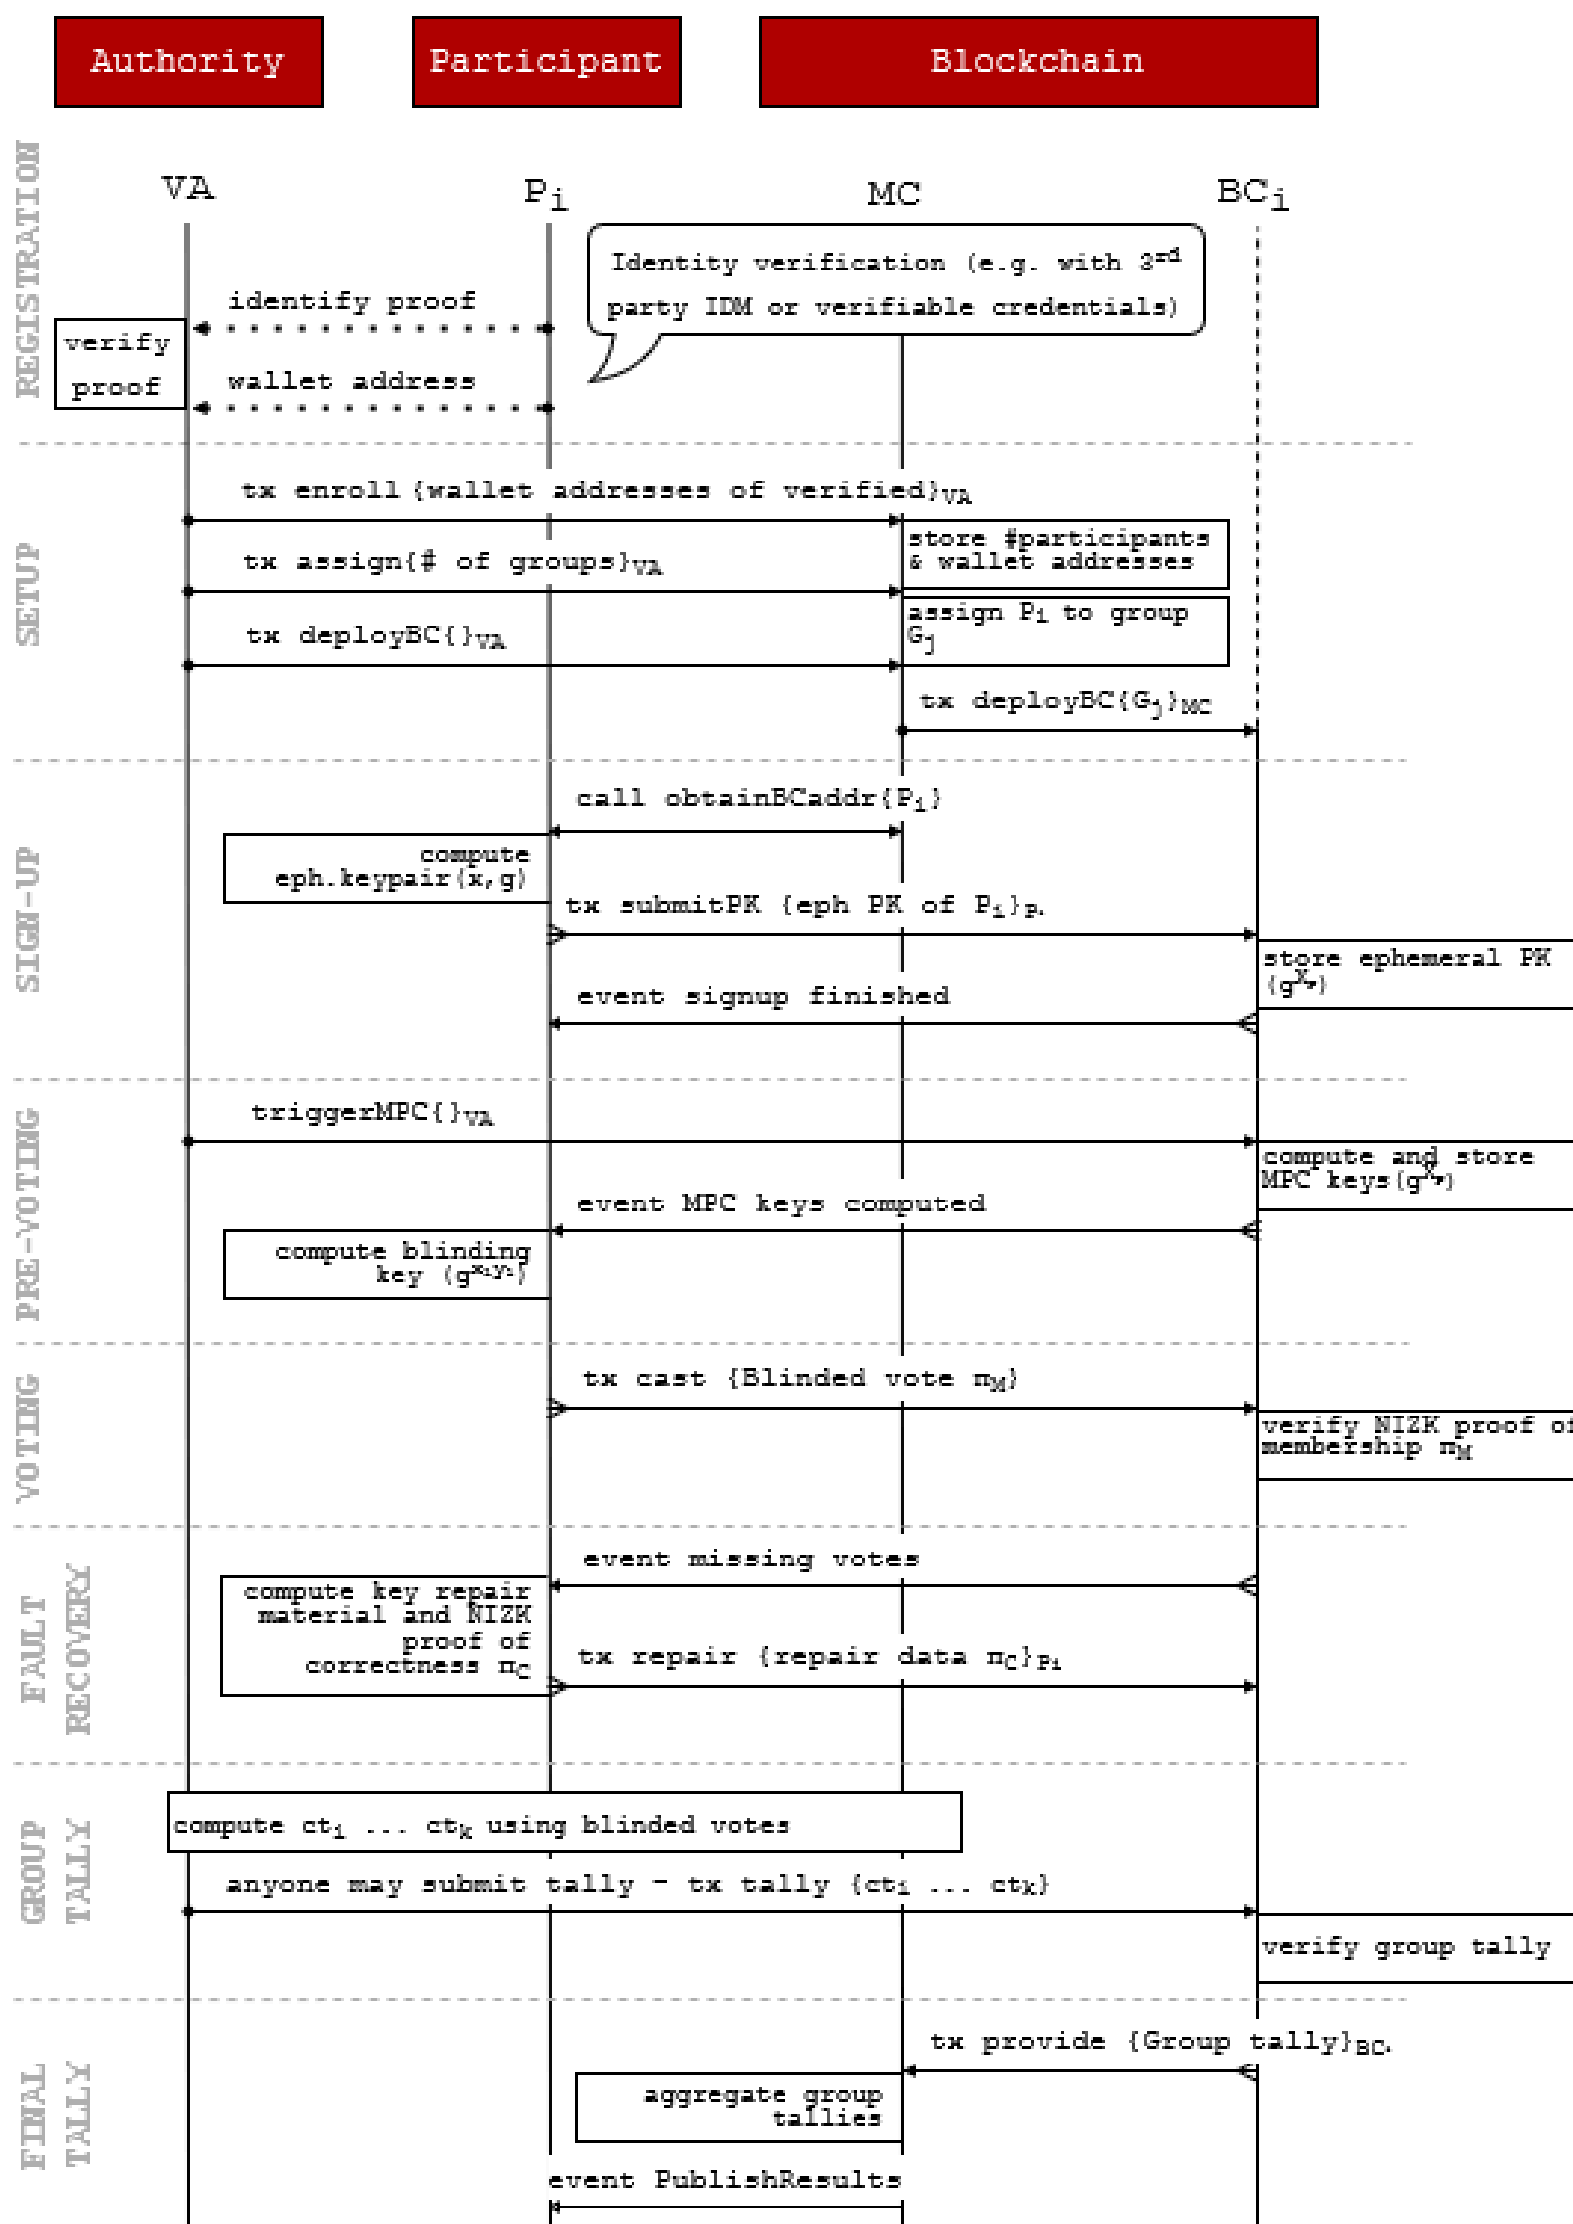 Authority
Participant
Blockchain
REGISTRATION
VA
Pi
MC
BCi
Identity verification (e.g. with 3rd
party IDM or verifiable credentials)
identify proof
verify
proof
wallet address
SETUP
tx enroll {wallet addresses of verified}VA
store #participants
& wallet addresses
tx assign{# of groups}VA
assign Pi to group
Gj
tx deployBC{}VA
tx deployBC{Gj}MC
SIGN-UP
call obtainBCaddr{Pi}
compute
eph.keypair(x,g)
tx submitPK {eph PK of Pi}Pi
store ephemeral PK
event signup finished
PRE-VOTING
triggerMPC{}VA
compute and store
MPC keys
event MPC keys computed
compute blinding
key (gxiyi)
VOTING
tx cast {Blinded vote πM}
verify NIZK proof of
membership πM
FAULT
RECOVERY
event missing votes
compute key repair
material and NIZK
proof of
correctness πC
tx repair {repair data πC}Pi
GROUP
TALLY
compute cti ... ctk using blinded votes
anyone may submit tally - tx tally {cti ... ctk}
verify group tally
FINAL
TALLY
tx provide {Group tally}BCi
aggregate group
tallies
event PublishResults